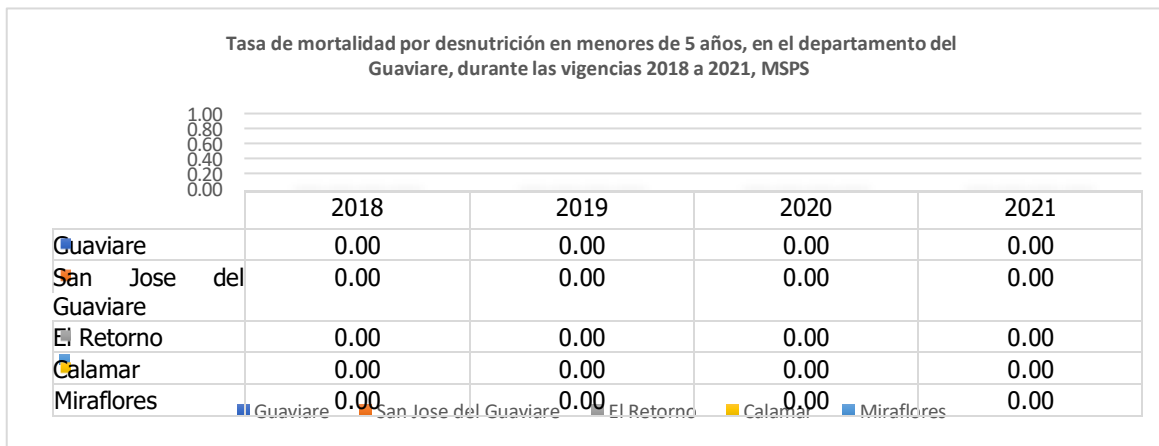 Tasa de mortalidad por desnutrición en menores de 5 años, en el departamento del
Guaviare, durante las vigencias 2018 a 2021, MSPS
1.00
0.80
0.60
0.40
0.20
0.00
2018 2019 2020 2021
Guaviare 0.00 0.00 0.00 0.00
San Jose del 0.00 0.00 0.00 0.00
Guaviare
El Retorno 0.00 0.00 0.00 0.00
Calamar 0.00 0.00 0.00 0.00
Miraflores 0.00 0.00 0.00 0.00
Guaviare San Jose del Guaviare El Retorno Calamar Miraflores